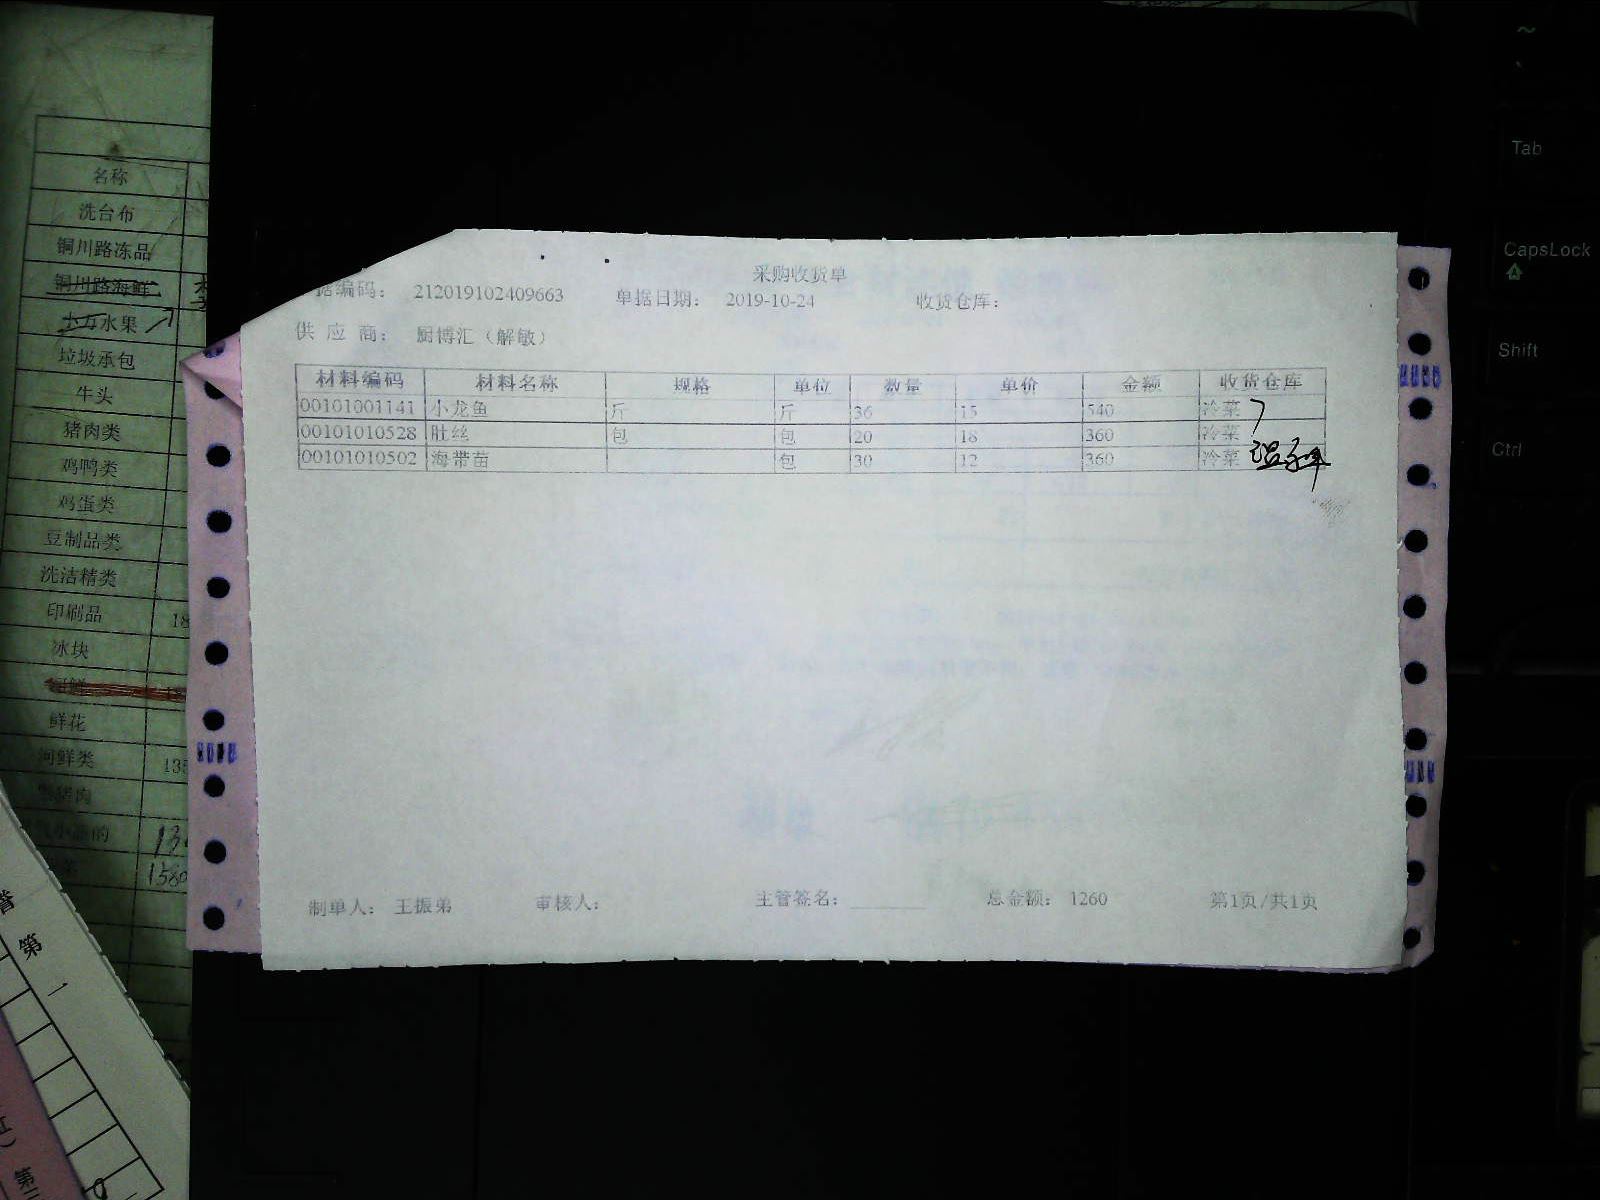 采购收货单
据编码： 212019102409663 单据日期： 2019-10-24 收货仓库：
供 应 商： 厨博汇（解敏）
材料编码 材料名称 规格 单位 数量 单价 金额 收货仓库
00101001141 小龙鱼 斤 斤 36 15 540 冷菜
00101010528 肚丝 包 包 20 18 360 冷菜
00101010502 海带苗 包 30 12 360 冷菜
制单人： 王振弟 审核人： 主管签名： 总金额： 1260 第1页/共1页
名称
洗台布
铜川路冻品
铜川路海鲜
水果
垃圾承包
牛头
猪肉类
鸡鸭类
鸡蛋类
豆制品类
洗洁精类
印刷品 18
冰块
鲜花
河鲜类 135
1580
第一
Tab
CapsLock
Shift
Ctrl